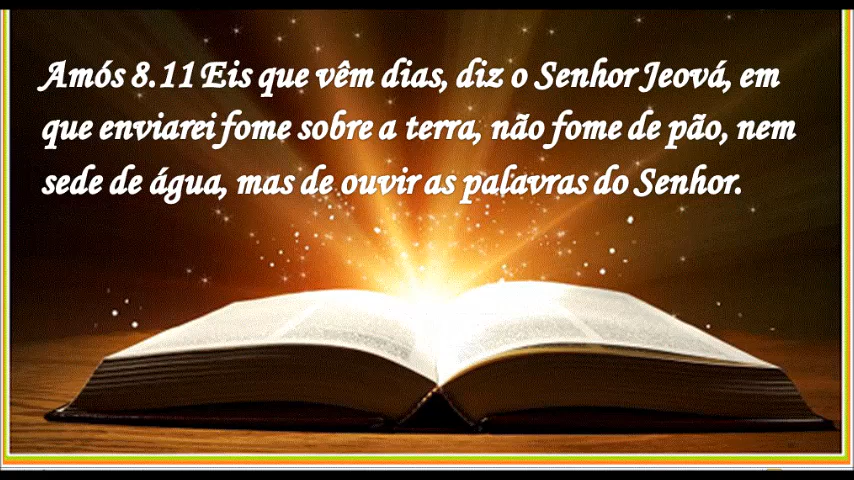 Amós 8.11 Eis que vêm dias, diz o Senhor Jeová, em
que enviarei fome sobre a terra, não fome de pão, nem
sede de água, mas de ouvir as palavras do Senhor.